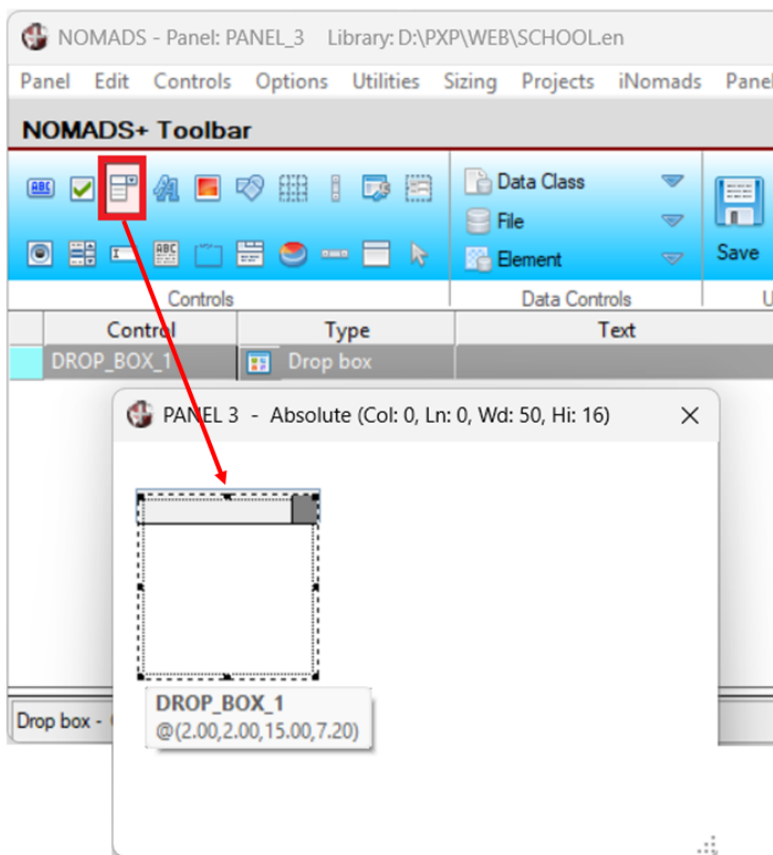 NOMADS - Panel: PANEL_3 Library: D:\PXP\WEB\SCHOOL.en
Panel Edit Controls Options Utilities Sizing Projects iNomads Panel
NOMADS+ Toolbar
ABC
Data Class
File
ABC
Element
Save
Controls
Data Controls
U
Control Type Text
DROP_BOX_1 Drop box
PANEL 3 - Absolute (Col: 0, Ln: 0, Wd: 50, Hi: 16)
DROP_BOX_1
@(2.00,2.00,15.00,7.20)
Drop box -